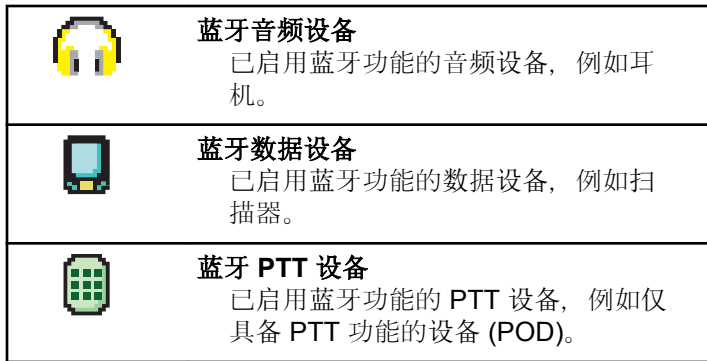 蓝牙音频设备
已启用蓝牙功能的音频设备，例如耳
机。
蓝牙数据设备
已启用蓝牙功能的数据设备，例如扫
描器。
蓝牙 PTT 设备
已启用蓝牙功能的 PTT 设备，例如仅
具备 PTT 功能的设备 (POD)。